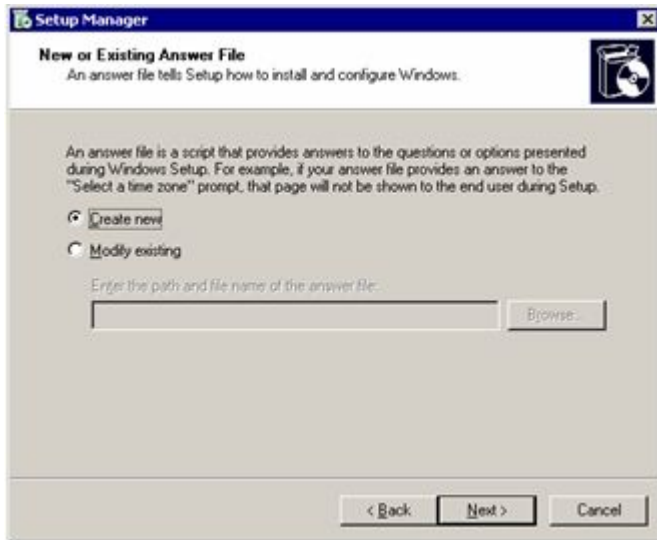 Setup Manager
New or Existing Answer File
An answer file tells Setup how to install and configure Windows.
An answer file is a script that provides answers to the questions or options presented
during Windows Setup. For example, if your answer file provides an answer to the
"Select a time zone" prompt, that page will not be shown to the end user during Setup.
Create new
Modify existing
Enter the path and file name of the answer file:
Browse...
< Back
Next >
Cancel